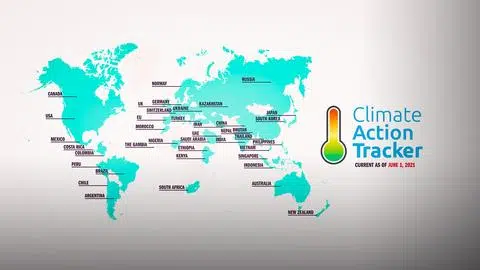 CANADA
USA
MEXICO
COSTA RICA
COLOMBIA
PERU
BRAZIL
CHILE
ARGENTINA
NORWAY
UK
GERMANY
SWITZERLAND
UKRAINE
EU
TURKEY
MOROCCO
THE GAMBIA
NIGERIA
ETHIOPIA
KENYA
SOUTH AFRICA
RUSSIA
KAZAKHSTAN
JAPAN
SOUTH KOREA
CHINA
IRAN
UAE
SAUDI ARABIA
NEPAL
BHUTAN
INDIA
THAILAND
PHILIPPINES
VIETNAM
SINGAPORE
INDONESIA
AUSTRALIA
NEW ZEALAND
Climate
Action
Tracker
CURRENT AS OF JUNE 1, 2021